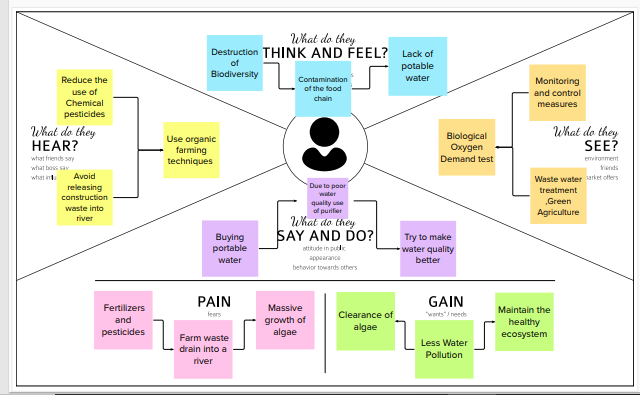 What do they
THINK AND FEEL?
Destruction
of
Biodiversity
Contamination
of the food
chain
Lack of
potable
water
What do they
HEAR?
what friends say
what boss say
Reduce the
use of
Chemical
pesticides
Use organic
farming
techniques
Avoid
releasing
construction
waste into
river
What do they
SEE?
environment
friends
Monitoring
and control
measures
Biological
Oxygen
Demand test
Waste water
treatment
,Green
Agriculture
Due to poor
water
quality use
of purifier
What do they
SAY AND DO?
attitude in public
appearance
behavior towards others
Buying
portable
water
Try to make
water quality
better
PAIN
fears
Fertilizers
and
pesticides
Farm waste
drain into a
river
Massive
growth of
algae
GAIN
"wants" / needs
Clearance of
algae
Less Water
Pollution
Maintain the
healthy
ecosystem